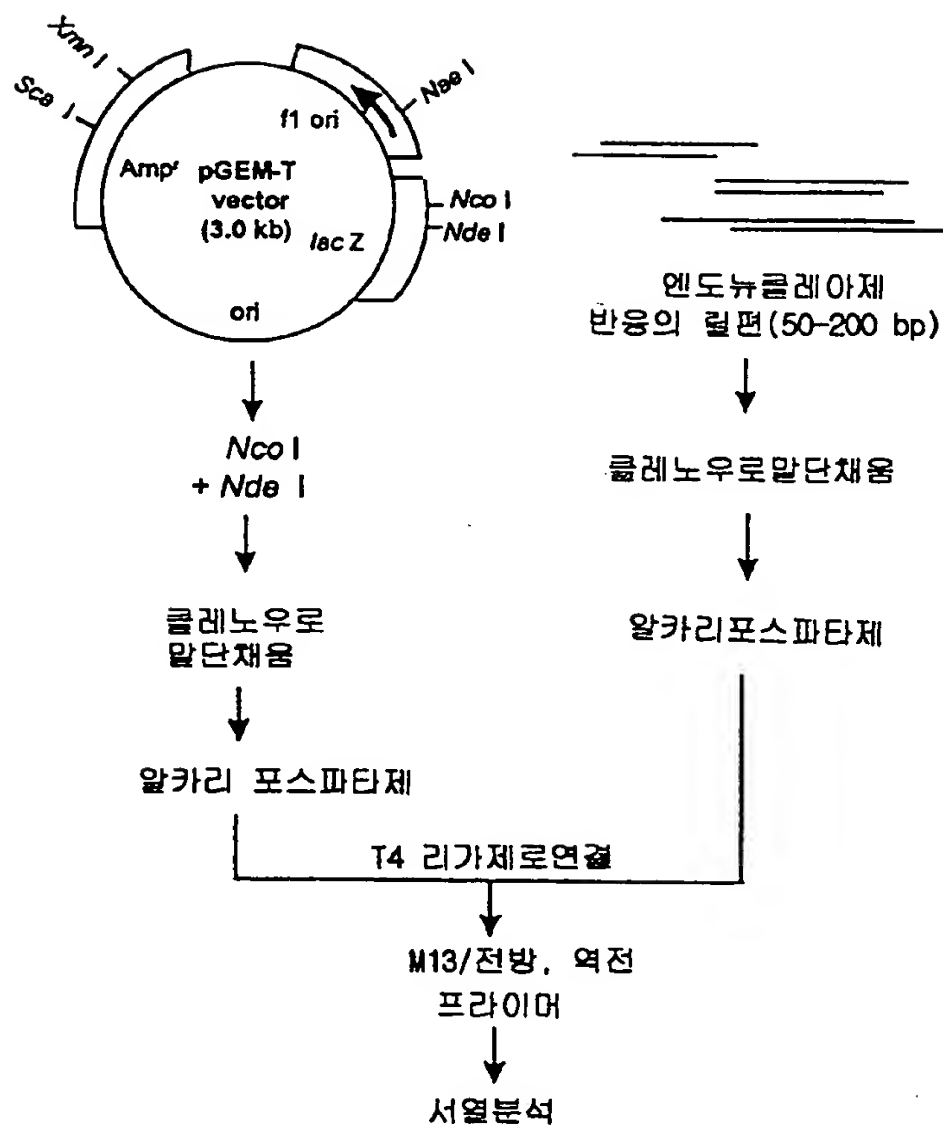 Xmn I
Sca I
Nae I
f1 ori
Ampʳ
pGEM-T
vector
(3.0 kb)
Nco I
Nde I
lac Z
ori
엔도뉴클레아제
반응의 릴편(50-200 bp)
Nco I
+ Nde I
클레노우로말단채움
클레노우로
말단채움
알카리포스파타제
알카리 포스파타제
T4 리가제로연결
M13/전방, 역전
프라이머
서열분석